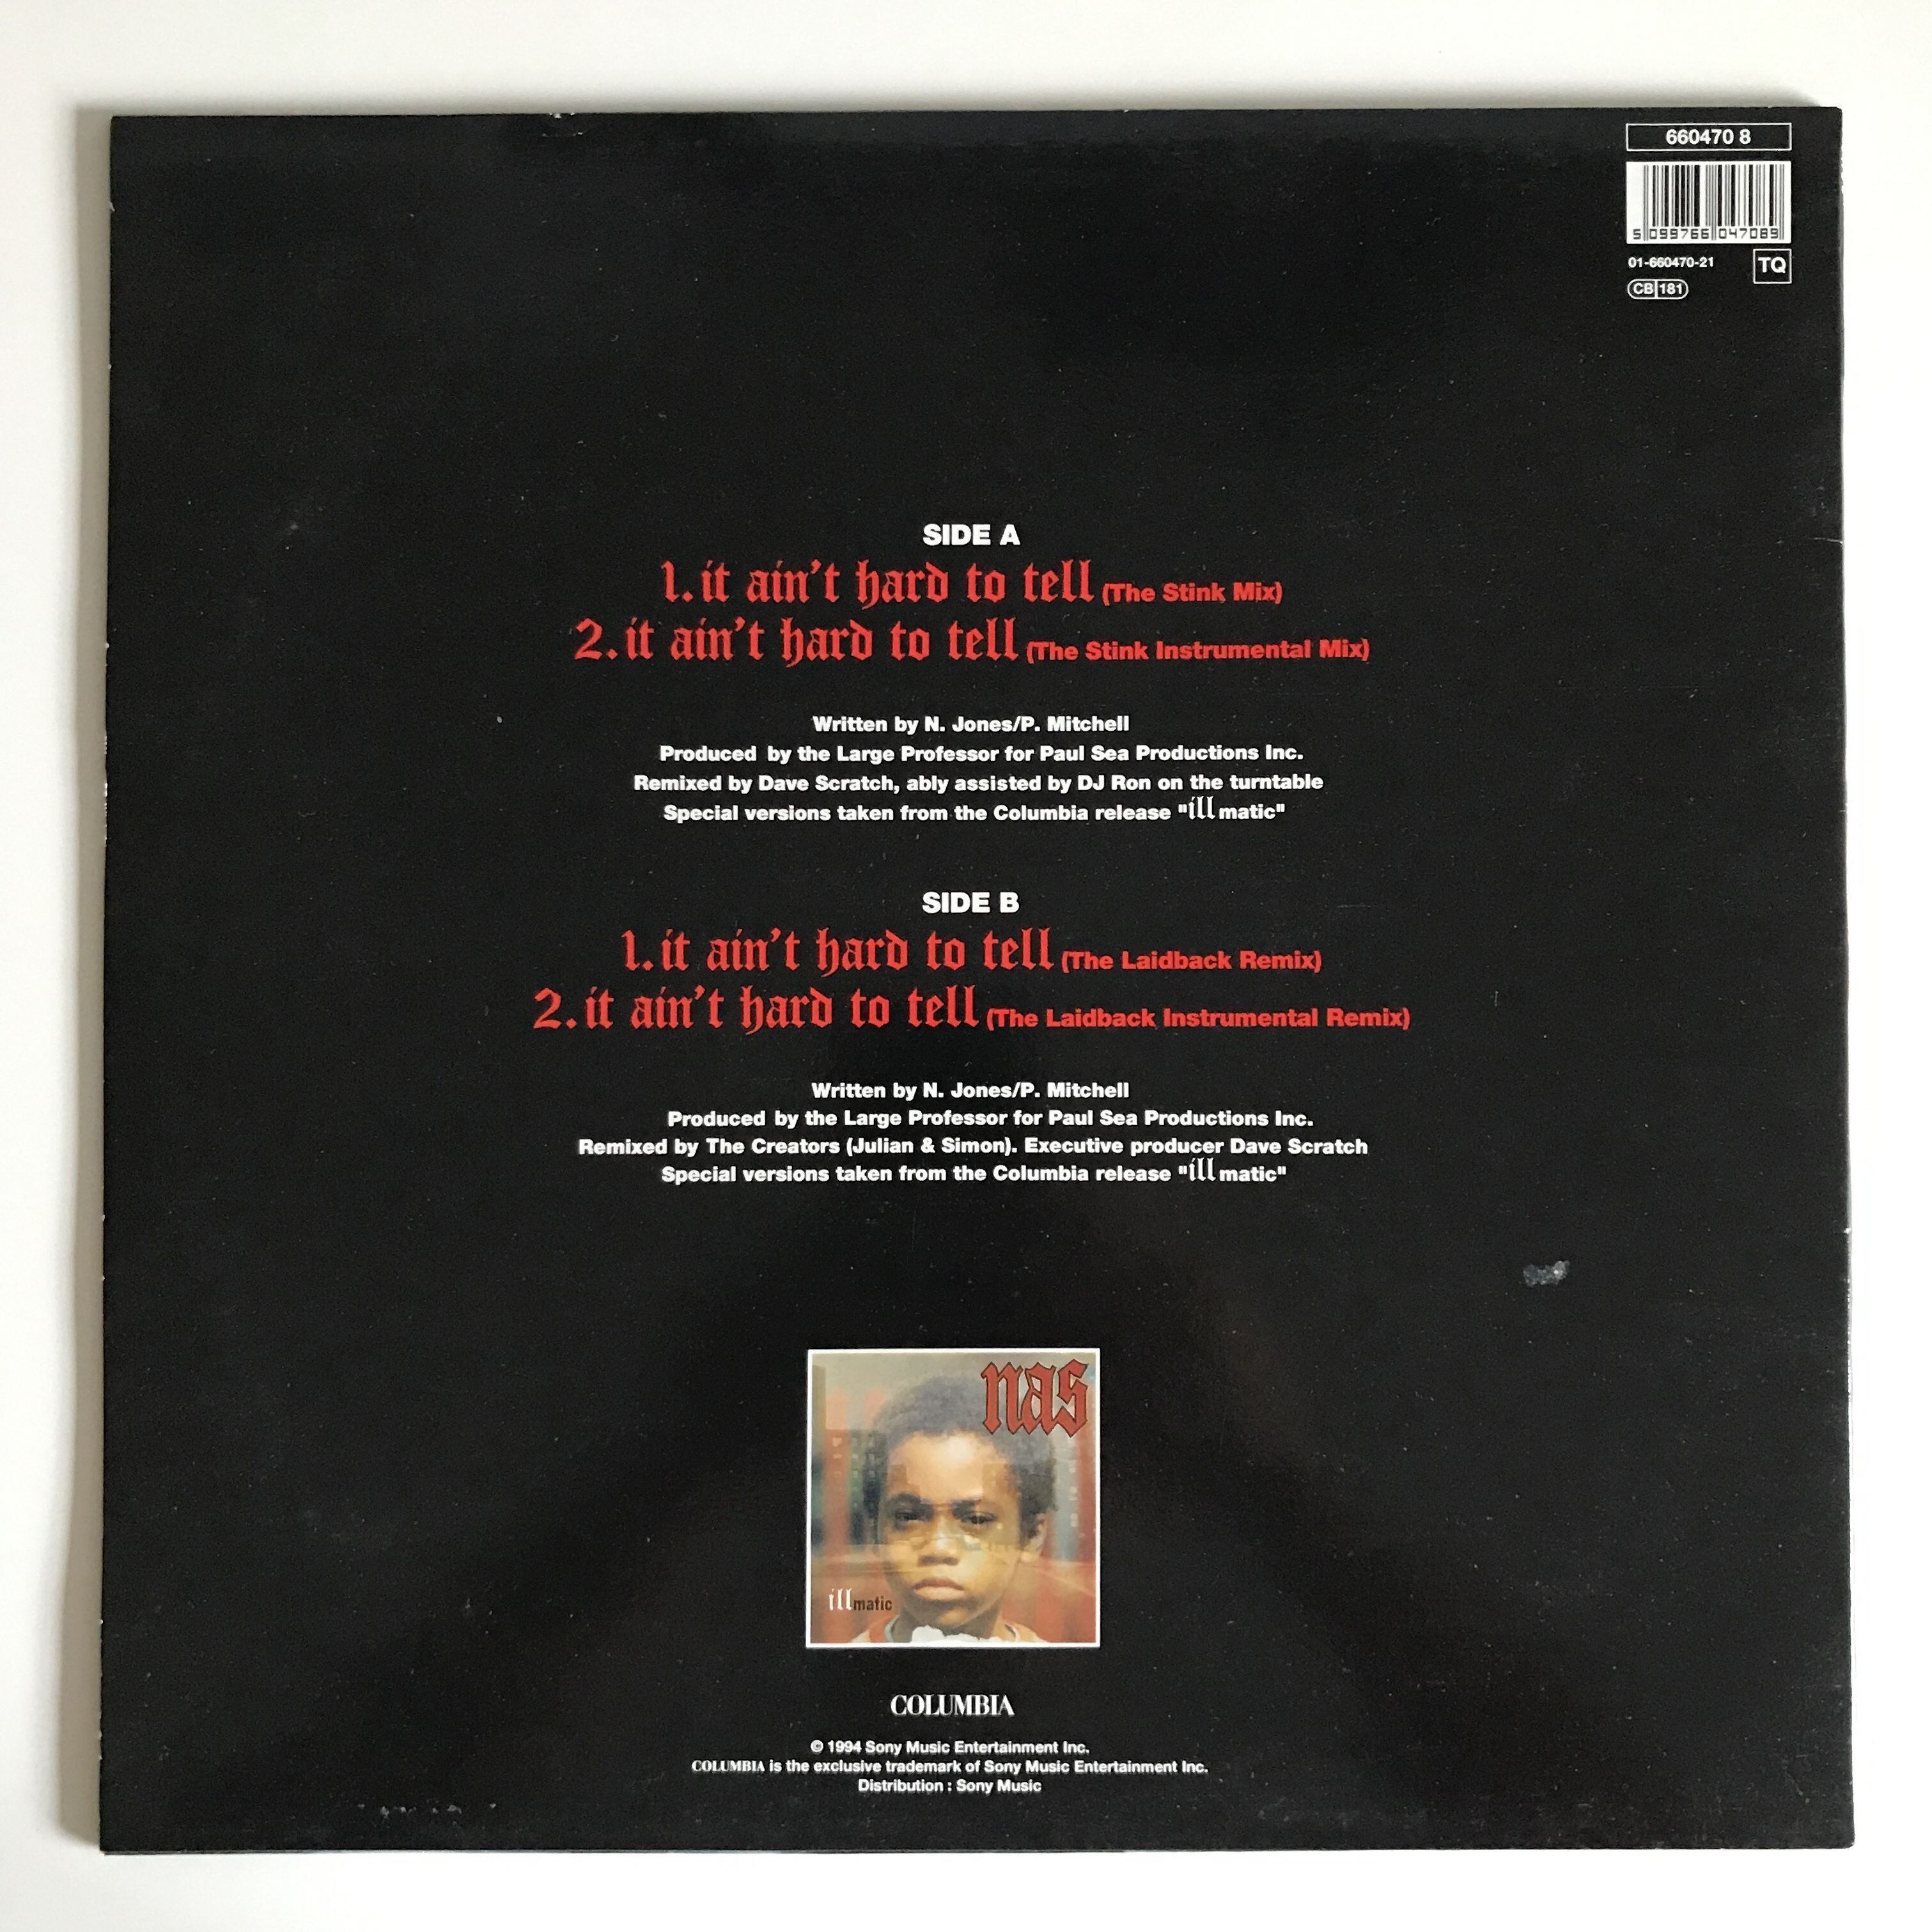 660470 8
5 099766 047089
01-660470-21
TQ
CB 181
SIDE A
1. it ain't hard to tell (The Stink Mix)
2. it ain't hard to tell (The Stink Instrumental Mix)
Written by N. Jones/P. Mitchell
Produced by the Large Professor for Paul Sea Productions Inc.
Remixed by Dave Scratch, ably assisted by DJ Ron on the turntable
Special versions taken from the Columbia release "illmatic"
SIDE B
1. it ain't hard to tell (The Laidback Remix)
2. it ain't hard to tell (The Laidback Instrumental Remix)
Written by N. Jones/P. Mitchell
Produced by the Large Professor for Paul Sea Productions Inc.
Remixed by The Creators (Julian & Simon). Executive producer Dave Scratch
Special versions taken from the Columbia release "illmatic"
nas
illmatic
COLUMBIA
© 1994 Sony Music Entertainment Inc.
COLUMBIA is the exclusive trademark of Sony Music Entertainment Inc.
Distribution : Sony Music